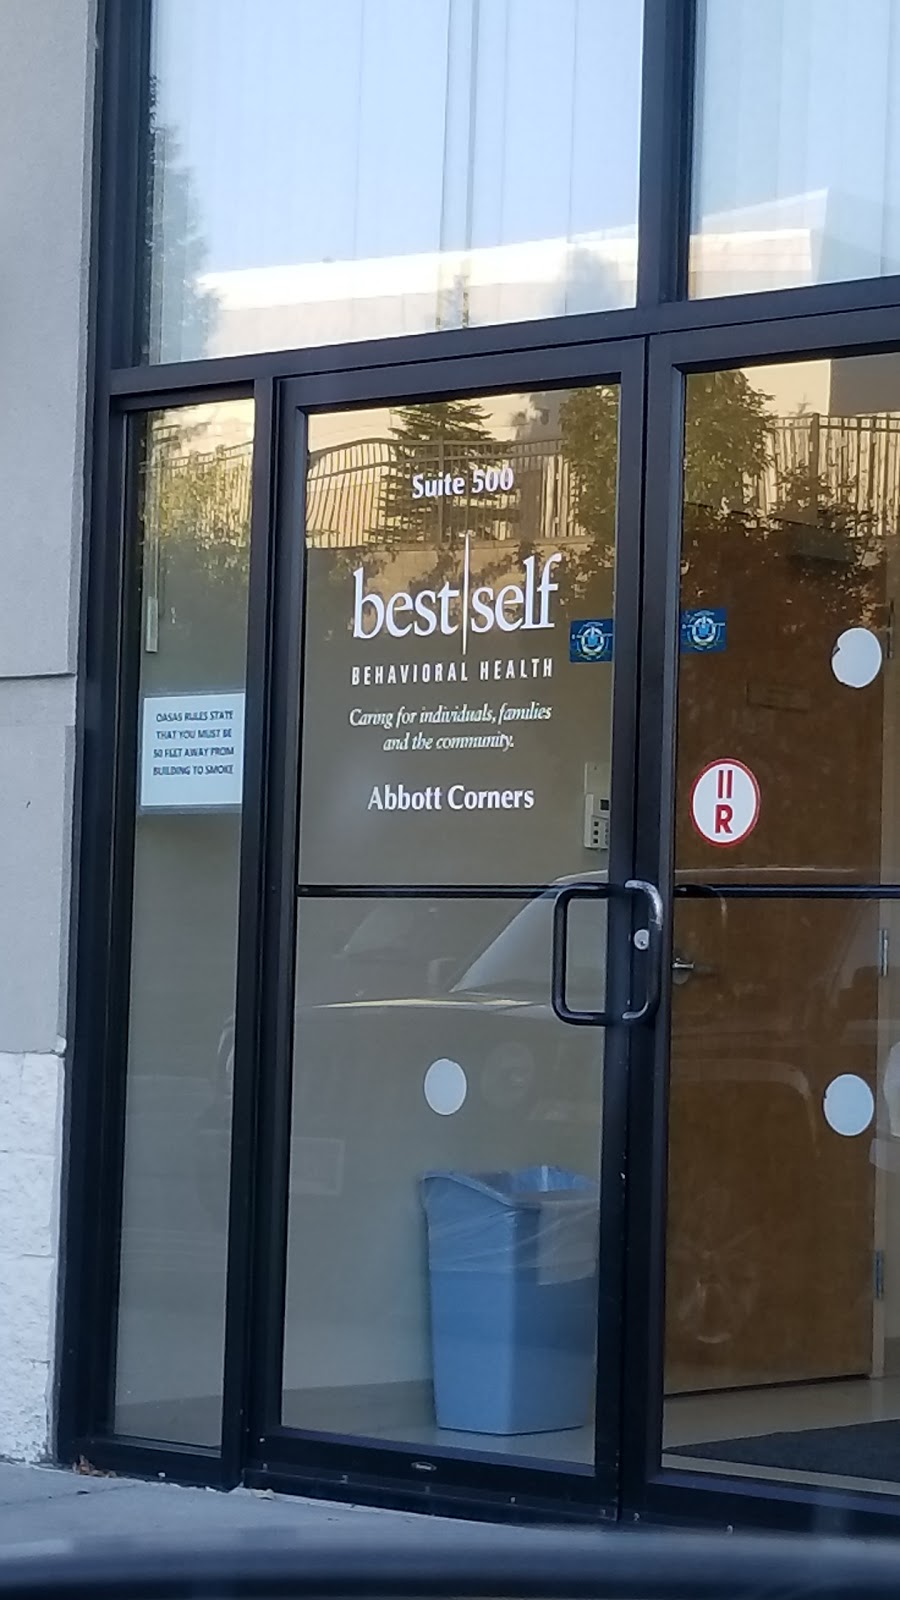 Suite 500
best|self
BEHAVIORAL HEALTH
Caring for individuals, families
and the community.
Abbott Corners
OASAS RULES STATE
THAT YOU MUST BE
50 FEET AWAY FROM
BUILDING TO SMOKE
II
R